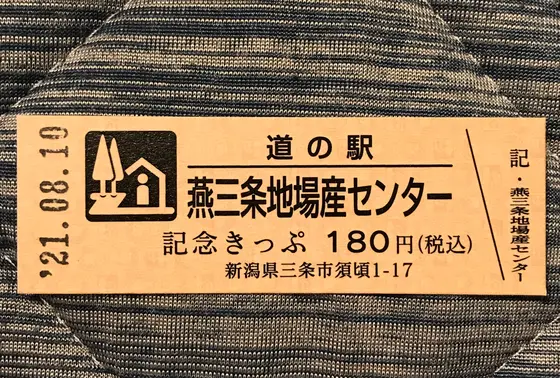 '21.08.10
道の駅
燕三条地場産センター
記念きっぷ 180円(税込)
新潟県三条市須頃1-17
記・燕三条地場産センター